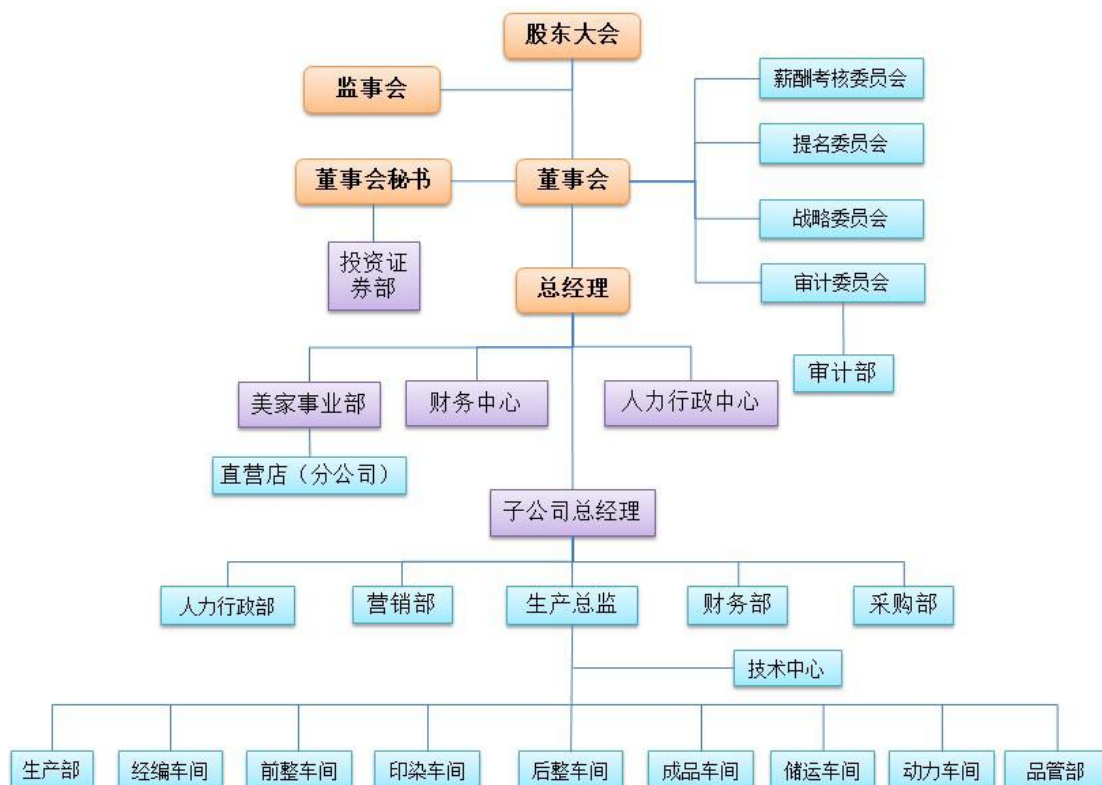 股东大会
监事会
薪酬考核委员会
提名委员会
董事会秘书
董事会
战略委员会
投资证
券部
总经理
审计委员会
审计部
美家事业部
财务中心
人力行政中心
直营店（分公司）
子公司总经理
人力行政部
营销部
生产总监
财务部
采购部
技术中心
生产部
经编车间
前整车间
印染车间
后整车间
成品车间
储运车间
动力车间
品管部